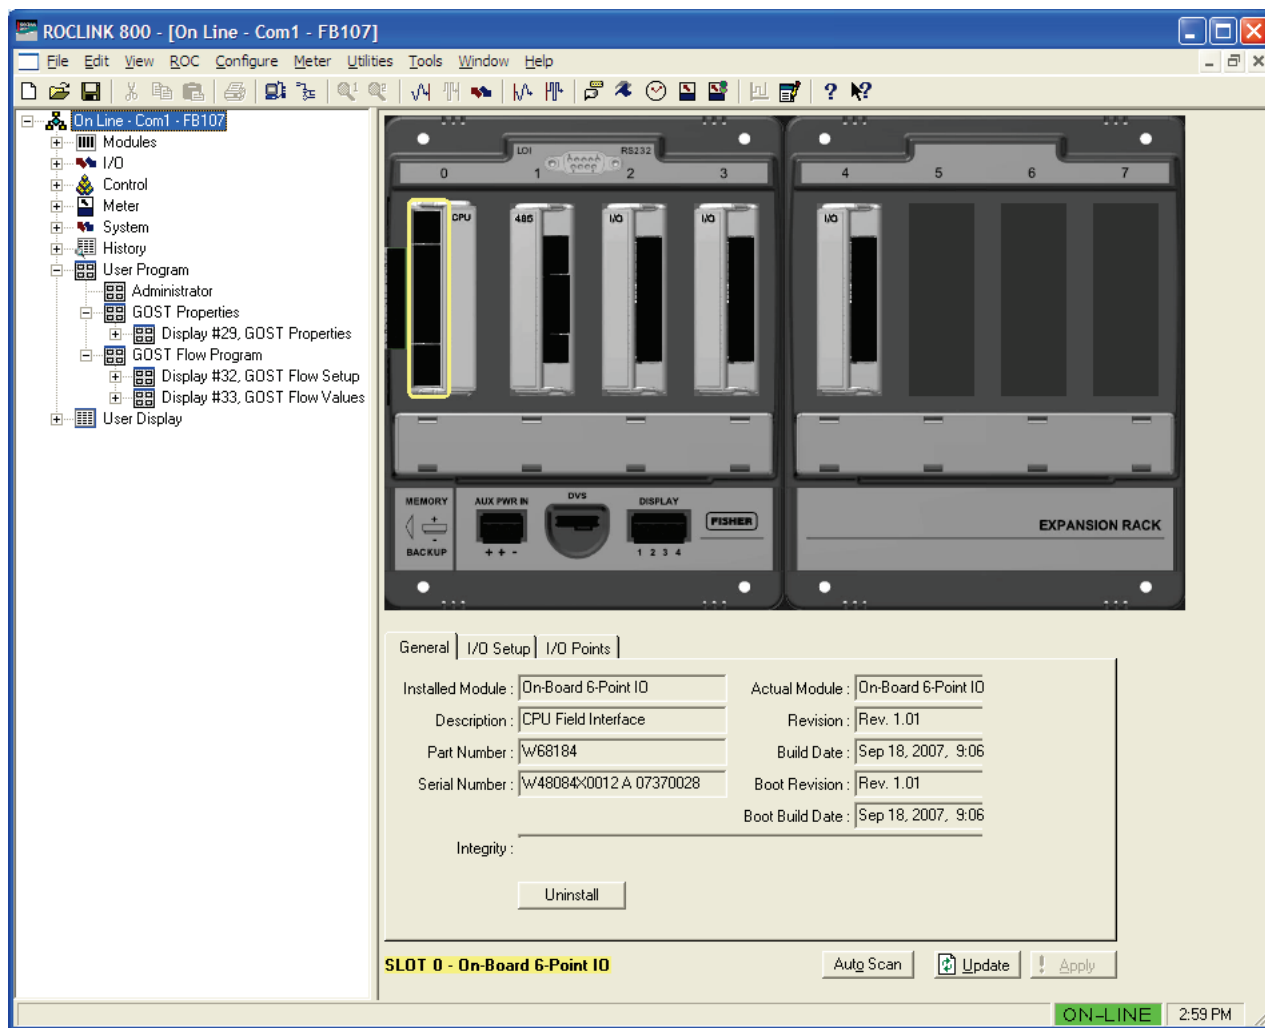 ROCLINK 800 - [On Line - Com1 - FB107]
File Edit View ROC Configure Meter Utilities Tools Window Help
On Line - Com1 - FB107
Modules
I/O
Control
Meter
System
History
User Program
Administrator
GOST Properties
Display #29, GOST Properties
GOST Flow Program
Display #32, GOST Flow Setup
Display #33, GOST Flow Values
User Display
LOI RS232
0 1 2 3 4 5 6 7
CPU 485 I/O I/O I/O
MEMORY AUX PWR IN DVS DISPLAY
FISHER
EXPANSION RACK
+
-
BACKUP + + - 1 2 3 4
General I/O Setup I/O Points
Installed Module : On-Board 6-Point IO Actual Module : On-Board 6-Point IO
Description : CPU Field Interface Revision : Rev. 1.01
Part Number : W68184 Build Date : Sep 18, 2007, 9:06
Serial Number : W48084X0012 A 07370028 Boot Revision : Rev. 1.01
Boot Build Date : Sep 18, 2007, 9:06
Integrity :
Uninstall
SLOT 0 - On-Board 6-Point IO Auto Scan Update Apply
ON-LINE 2:59 PM